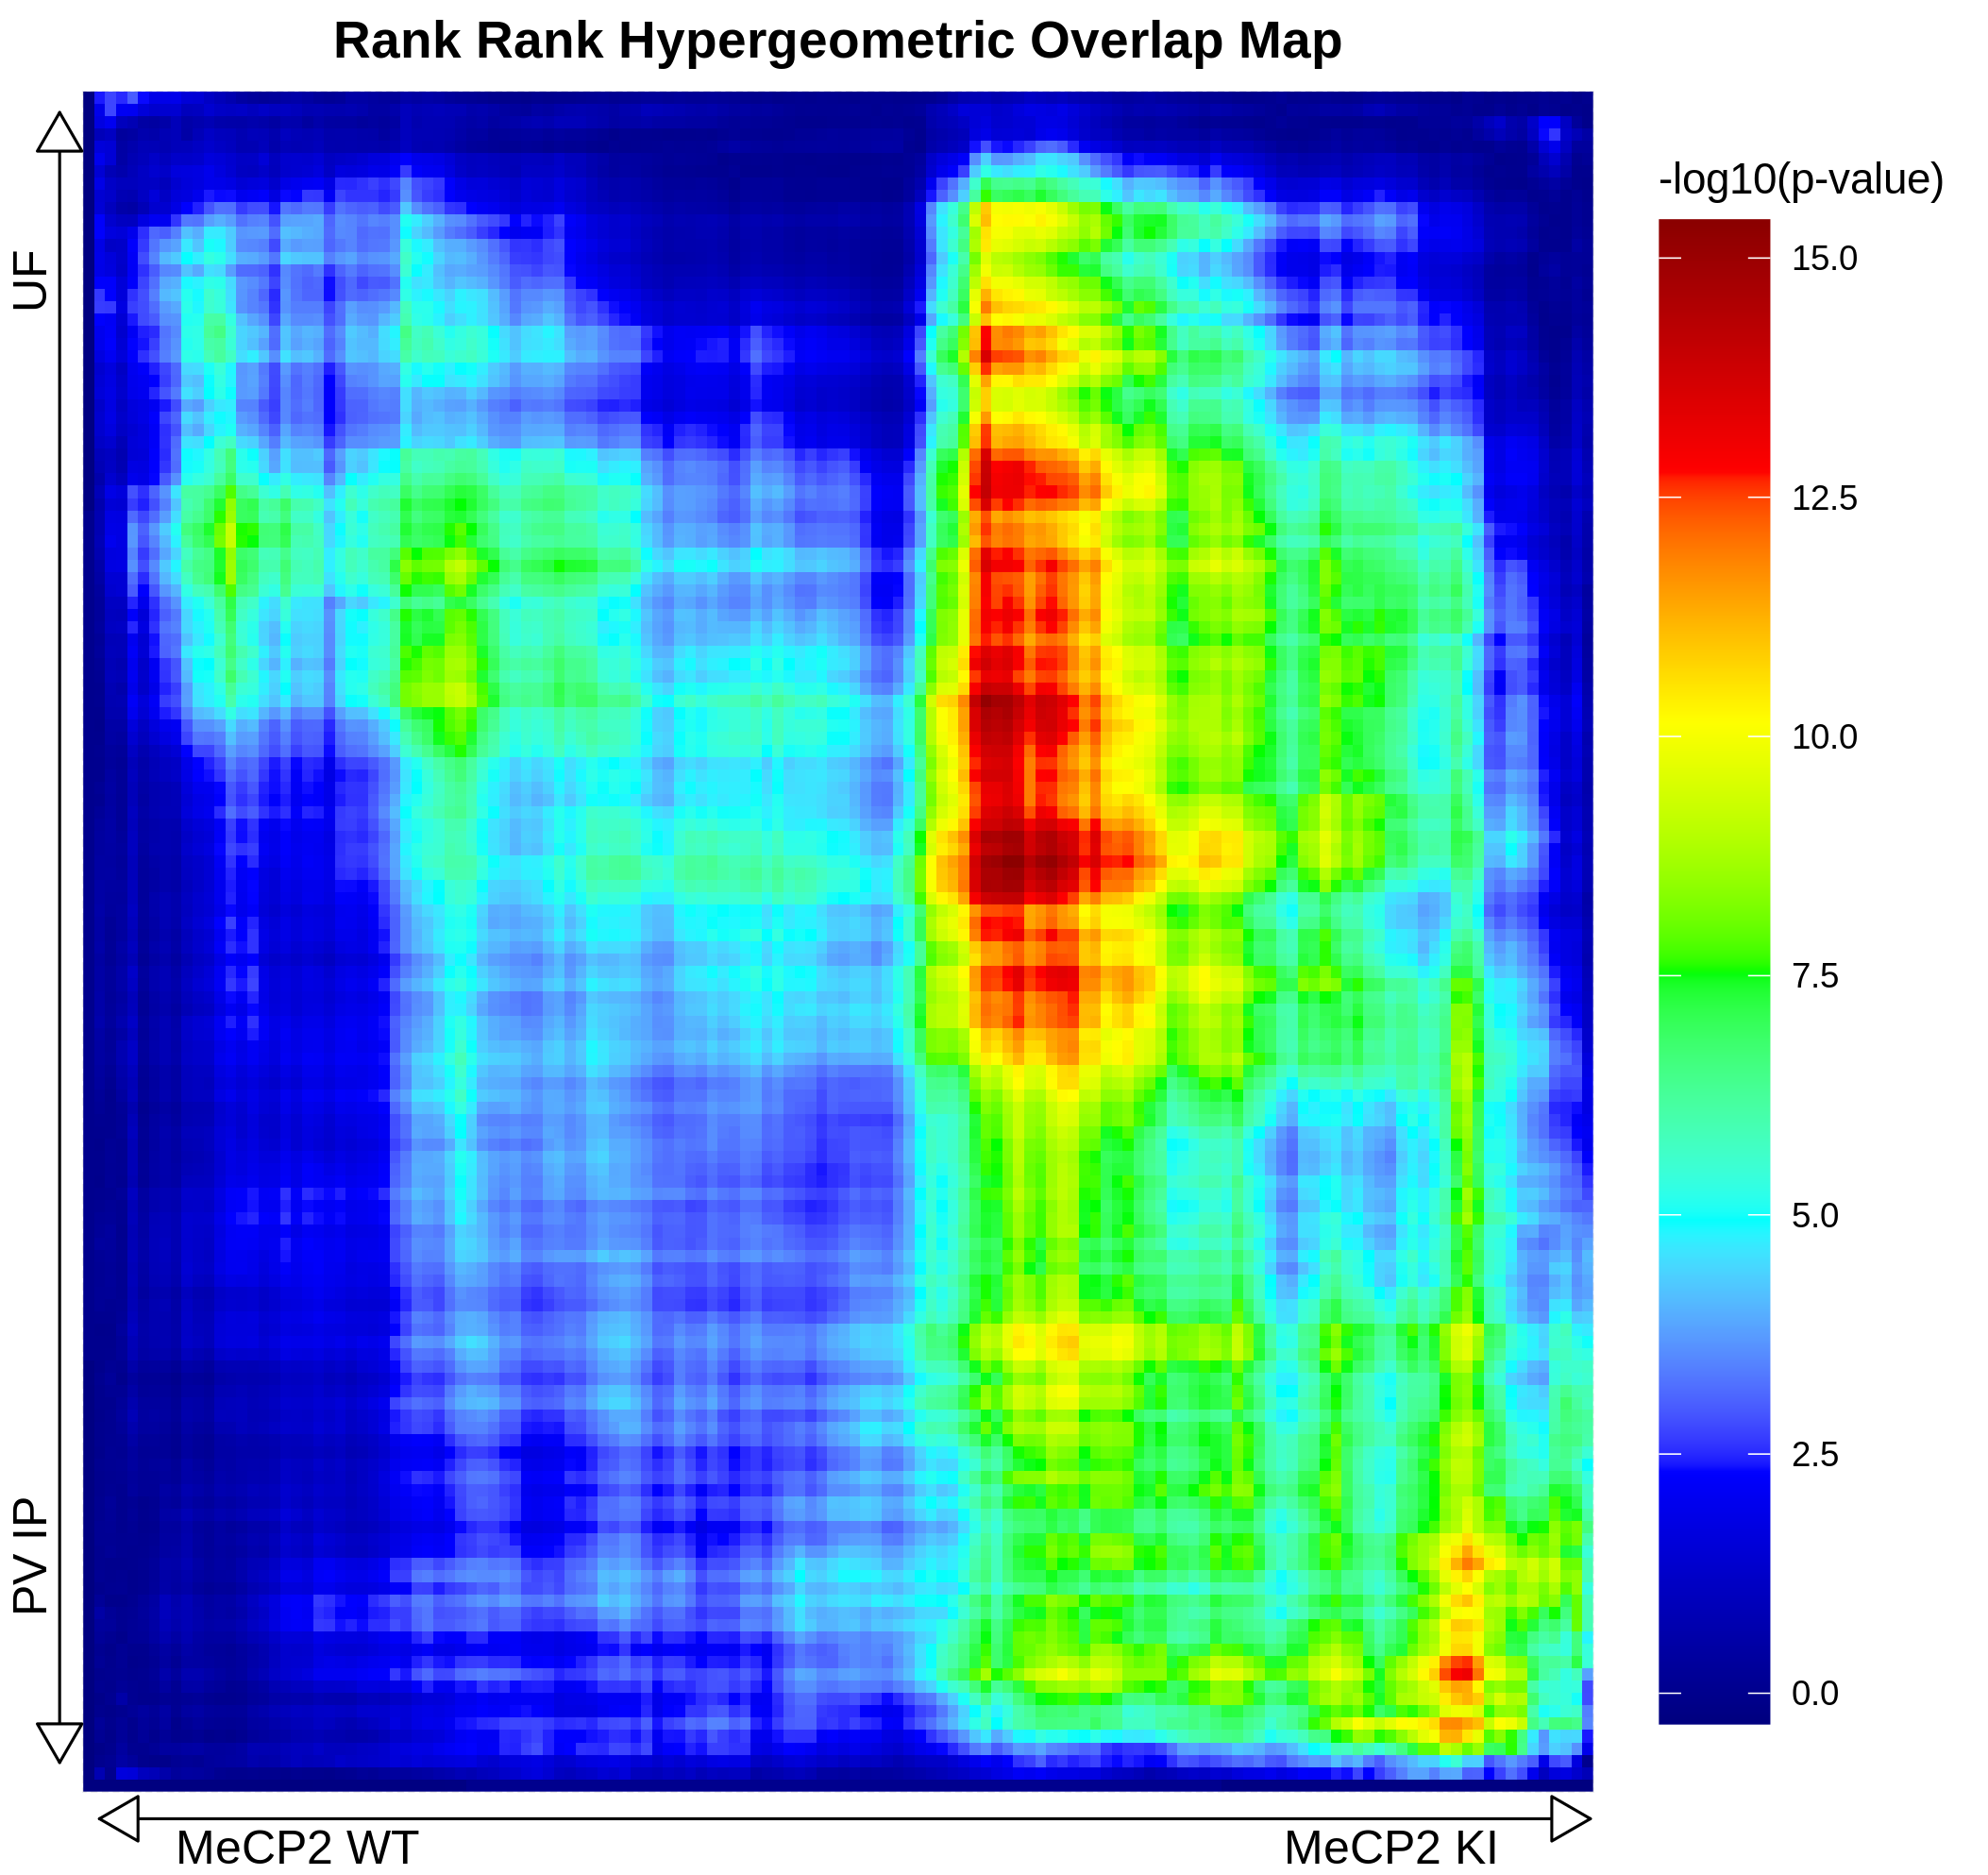 Rank Rank Hypergeometric Overlap Map
UF
PV IP
MeCP2 WT
MeCP2 KI
-log10(p-value)
15.0
12.5
10.0
7.5
5.0
2.5
0.0